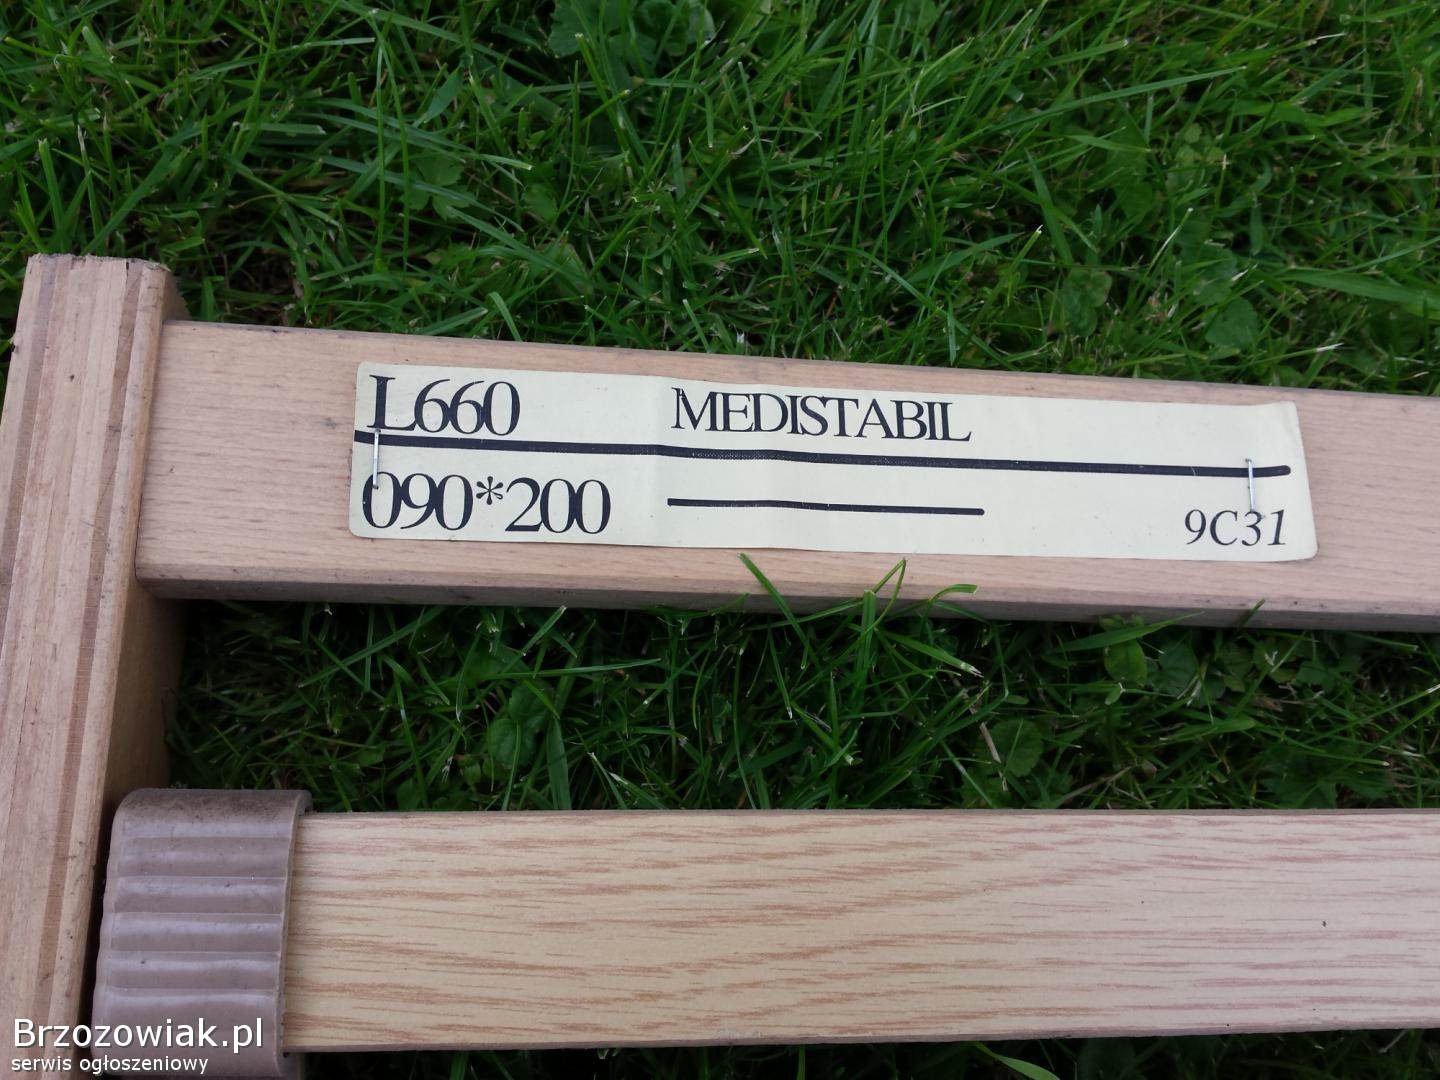 L660 MEDISTABIL
090*200
9C31
Brzozowiak.pl
serwis ogłoszeniowy